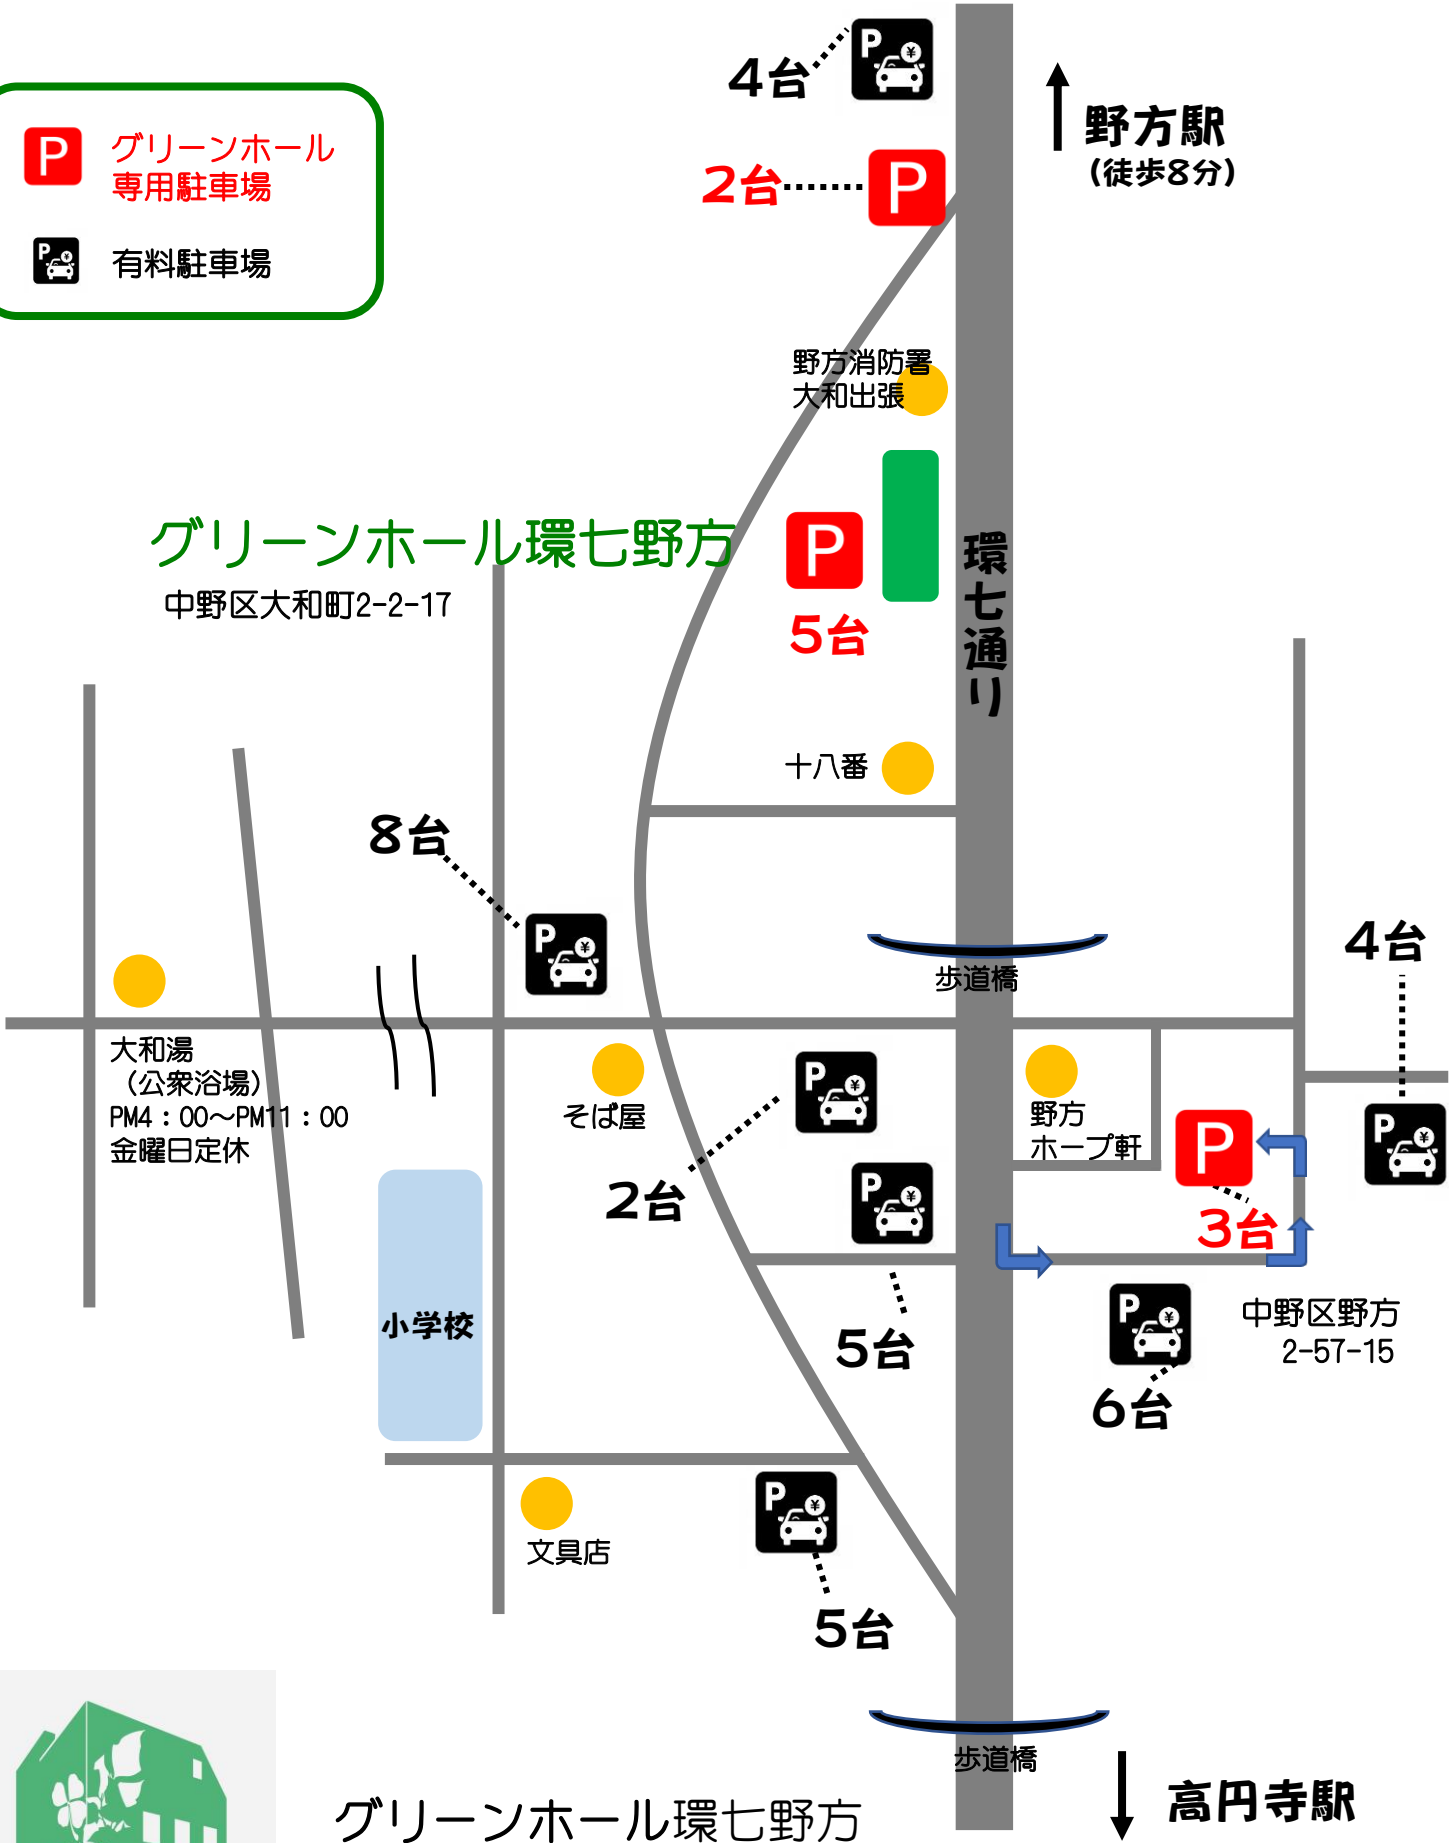 P
4台
P
グリーンホール
専用駐車場
P
有料駐車場
2台
P
野方駅
(徒歩8分)
野方消防署
大和出張
グリーンホール環七野方
中野区大和町2-2-17
P
5台
環七通り
十八番
8台
P
歩道橋
4台
大和湯
（公衆浴場）
PM4：00～PM11：00
金曜日定休
そば屋
P
2台
野方
ホープ軒
P
3台
P
P
5台
小学校
P
6台
中野区野方
2-57-15
文具店
P
5台
歩道橋
高円寺駅
グリーンホール環七野方